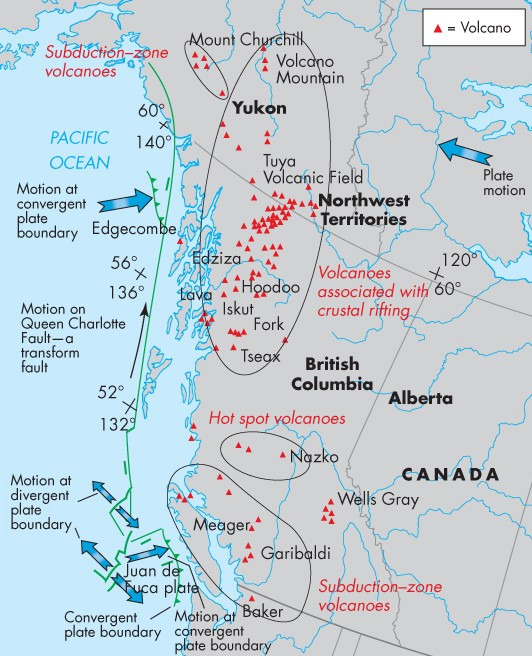 ▲ = Volcano
Mount Churchill
Subduction–zone
volcanoes
Volcano
Mountain
Yukon
60°
140°
PACIFIC
OCEAN
Tuya
Volcanic Field
Plate
motion
Motion at
convergent
plate
boundary
Northwest
Territories
Edgecombe
Edziza
120°
60°
56°
136°
Volcanoes
associated with
crustal rifting
Hoodoo
Lava
Iskut
Fork
Motion on
Queen Charlotte
Fault—a
transform
fault
Tseax
British
Columbia
Alberta
52°
132°
Hot spot volcanoes
Nazko
CANADA
Motion at
divergent
plate
boundary
Wells Gray
Meager
Garibaldi
Juan de
Fuca plate
Subduction–zone
volcanoes
Baker
Convergent
plate boundary
Motion at
convergent
plate boundary